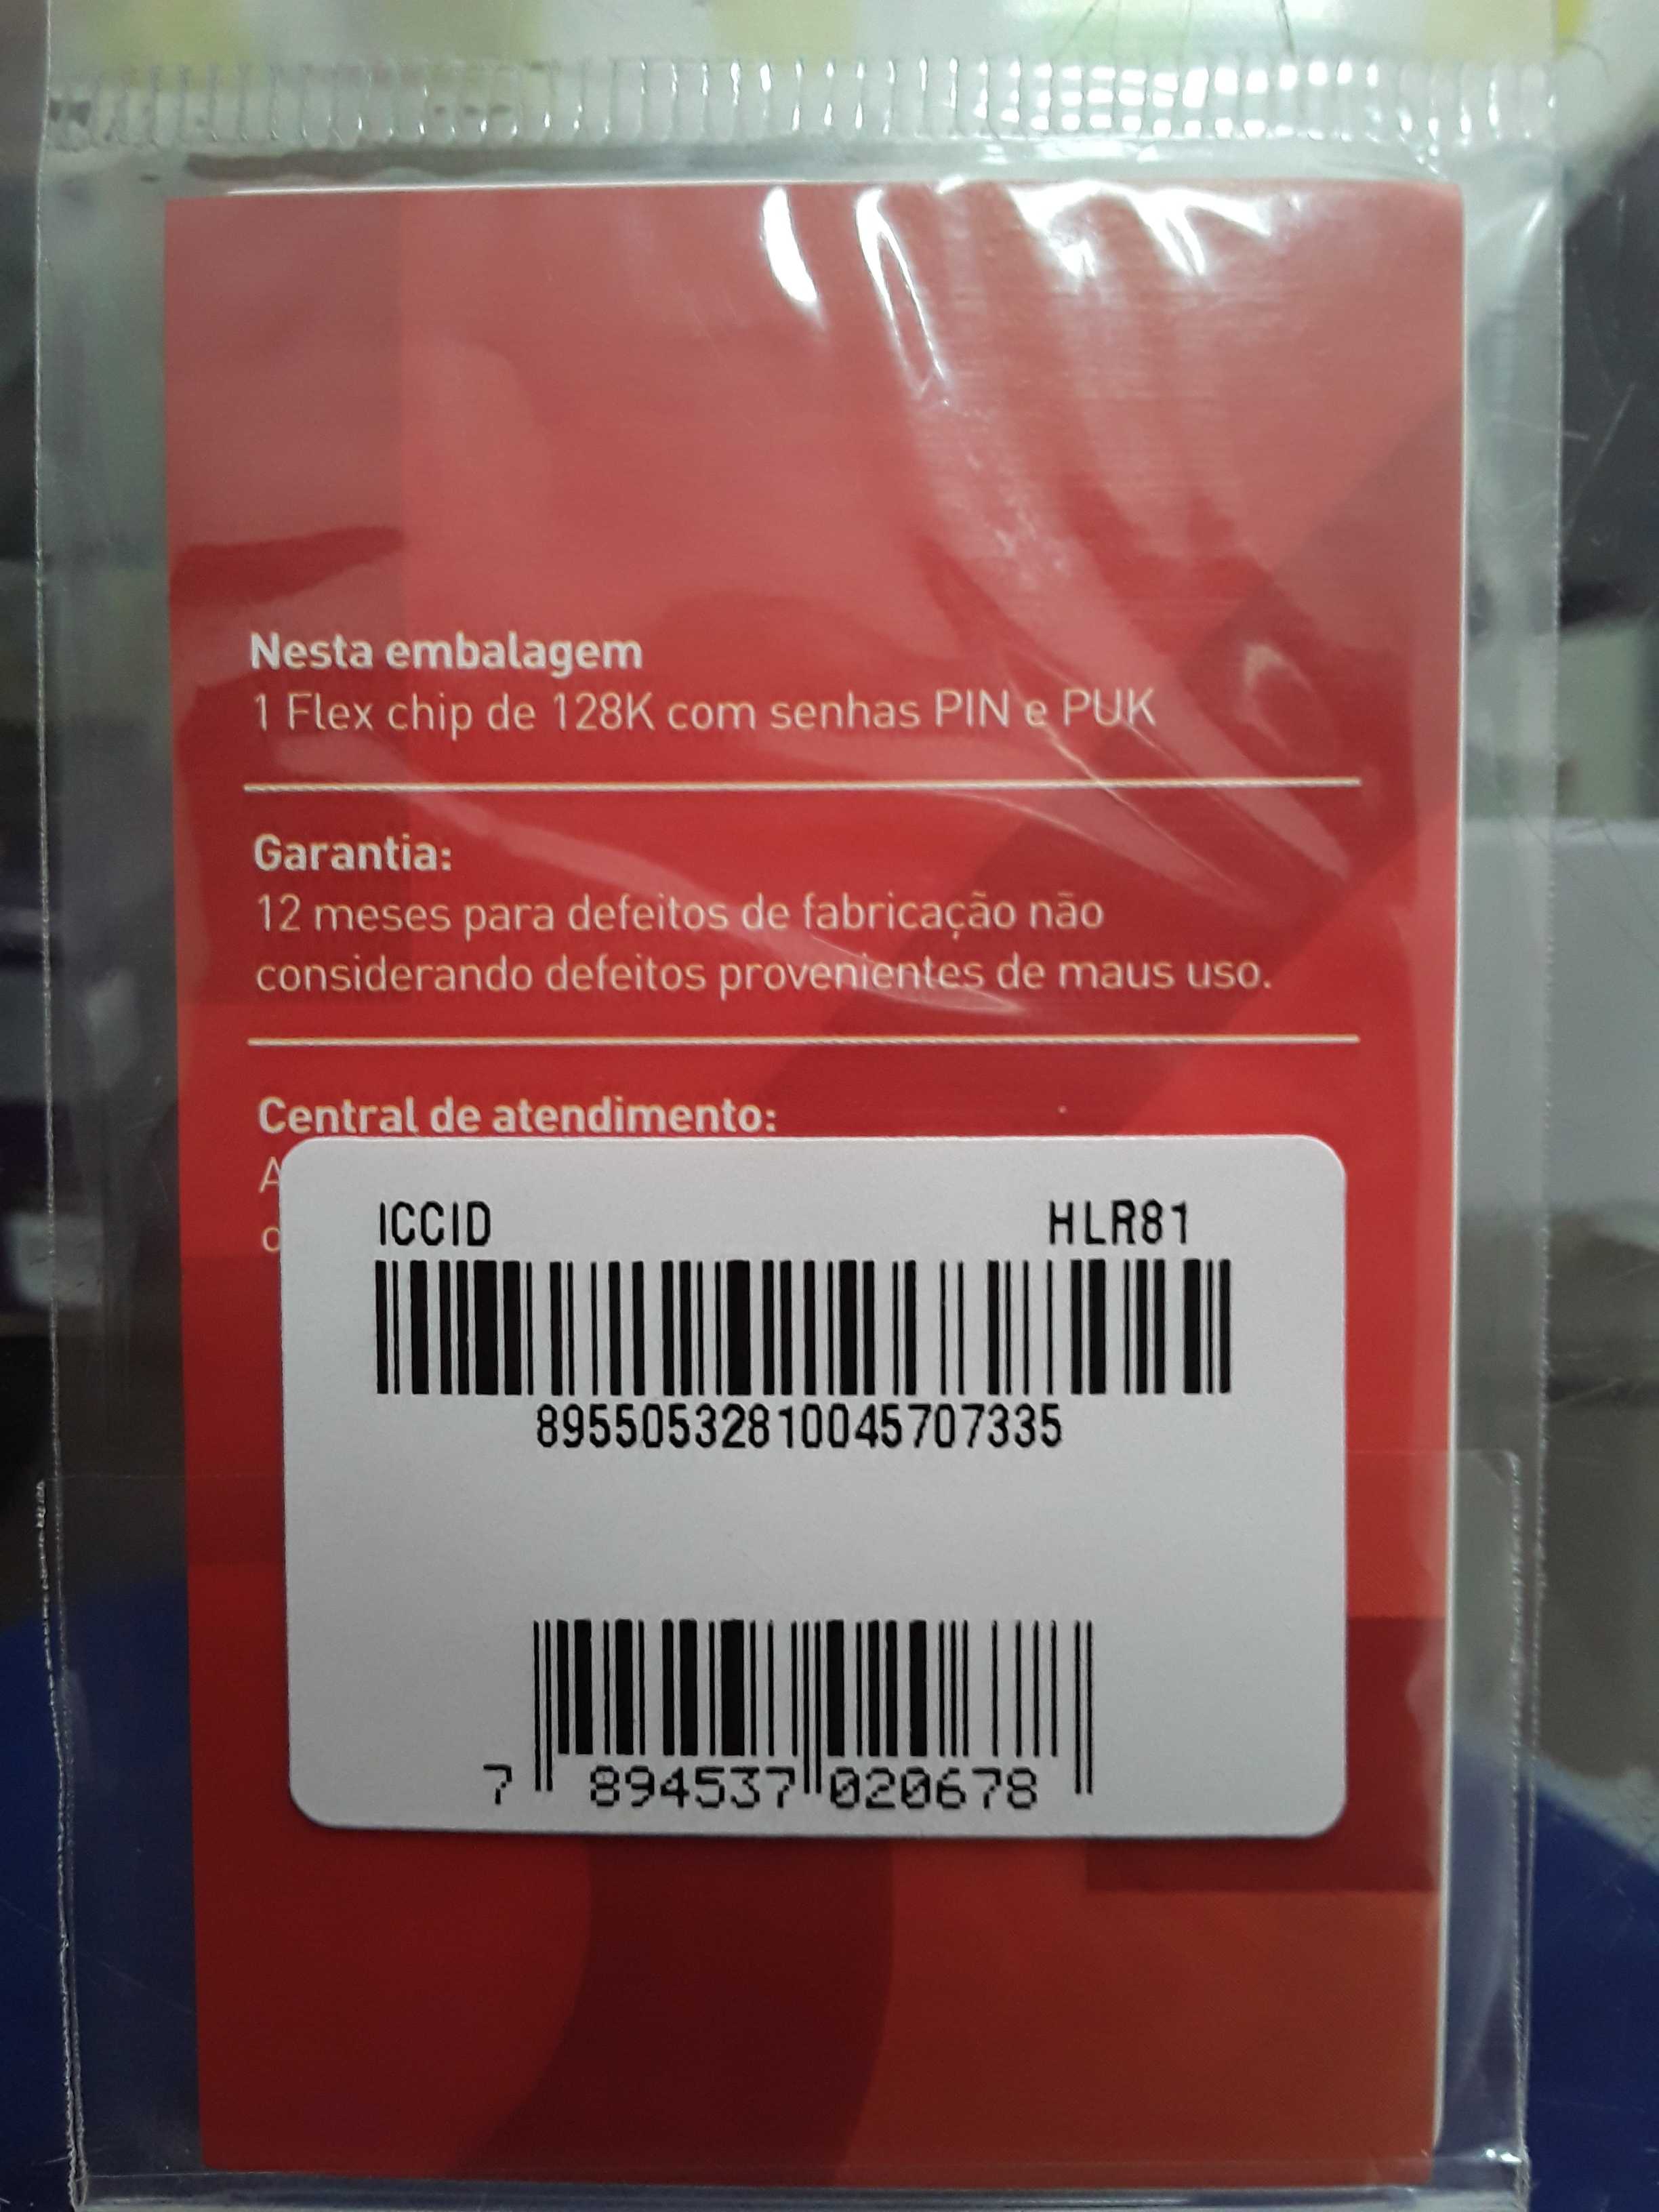 Nesta embalagem
1 Flex chip de 128K com senhas PIN e PUK
Garantia:
12 meses para defeitos de fabricação não
considerando defeitos provenientes de maus uso.
Central de atendimento:
ICCID HLR81
89550532810045707335
7 894537 020678